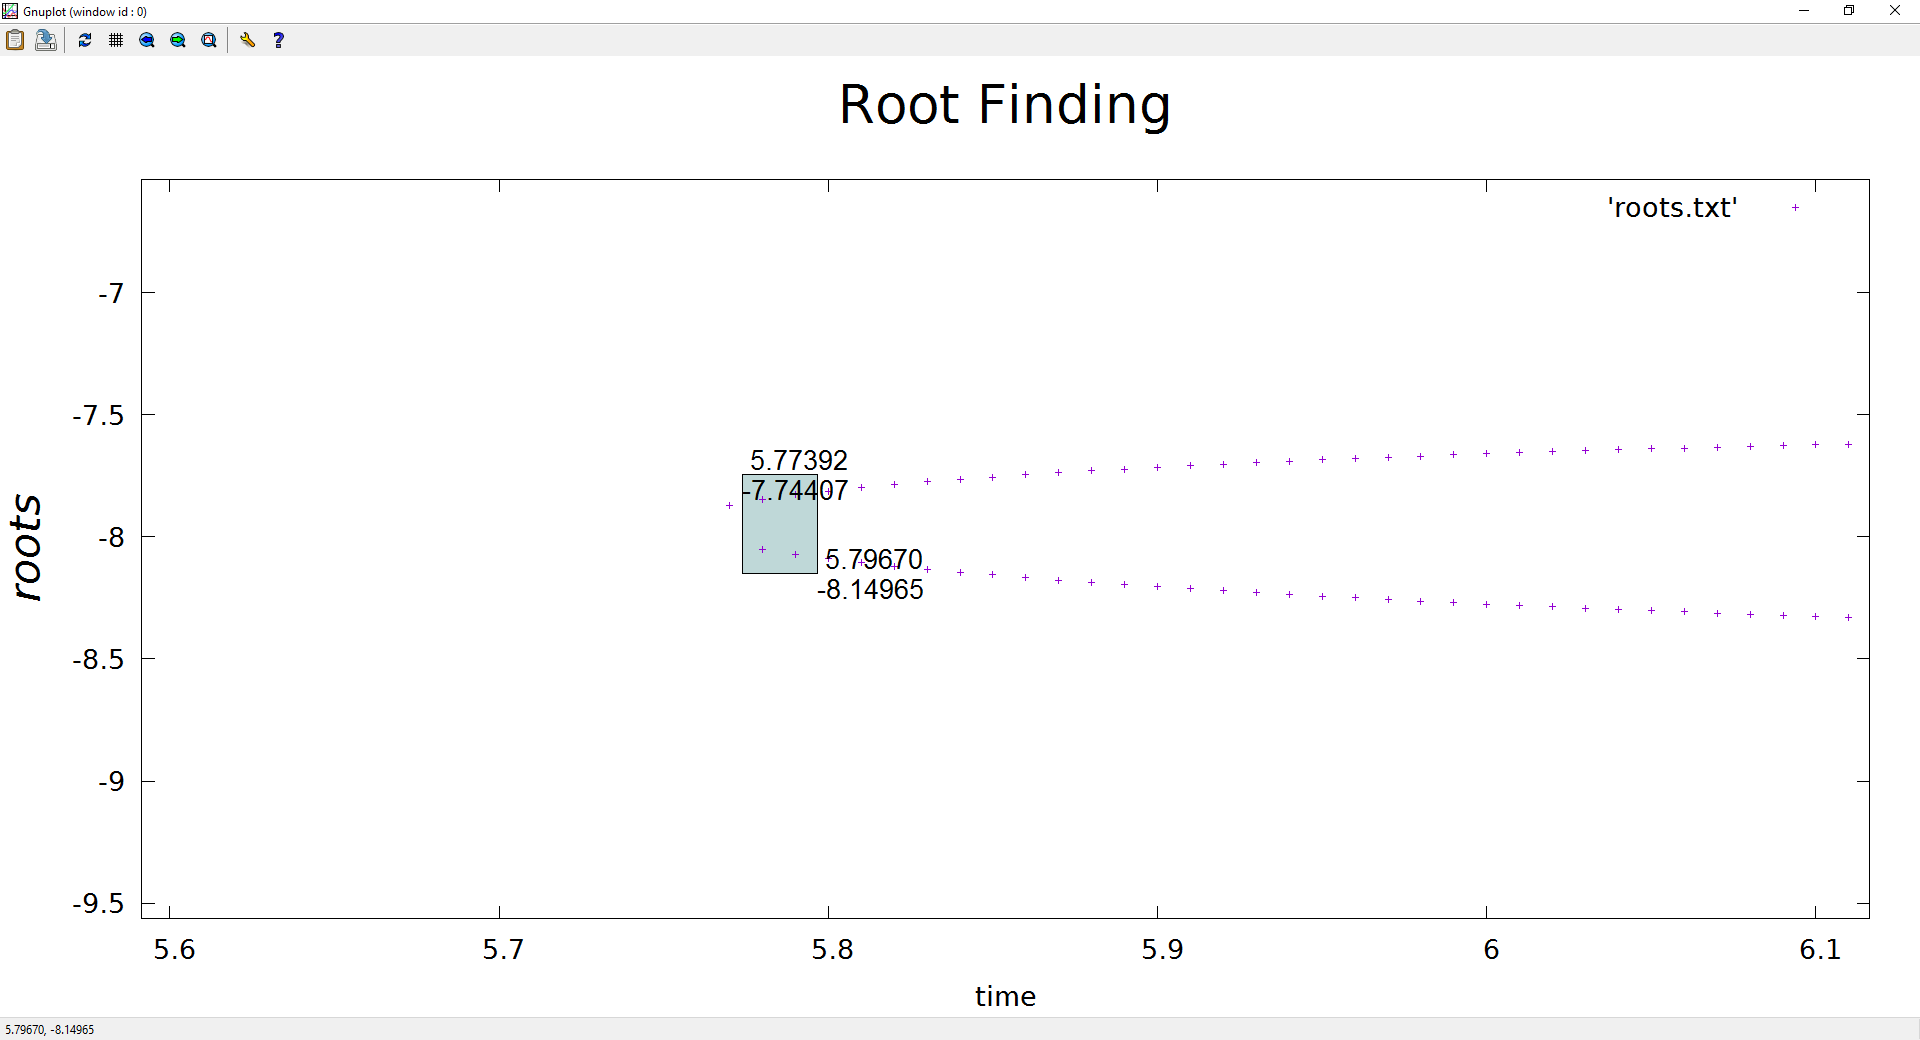 Gnuplot (window id : 0)
Root Finding
'roots.txt'
-7
-7.5
-8
-8.5
-9
-9.5
roots
5.77392
-7.74407
5.79670
-8.14965
5.6 5.7 5.8 5.9 6 6.1
time
5.79670, -8.14965